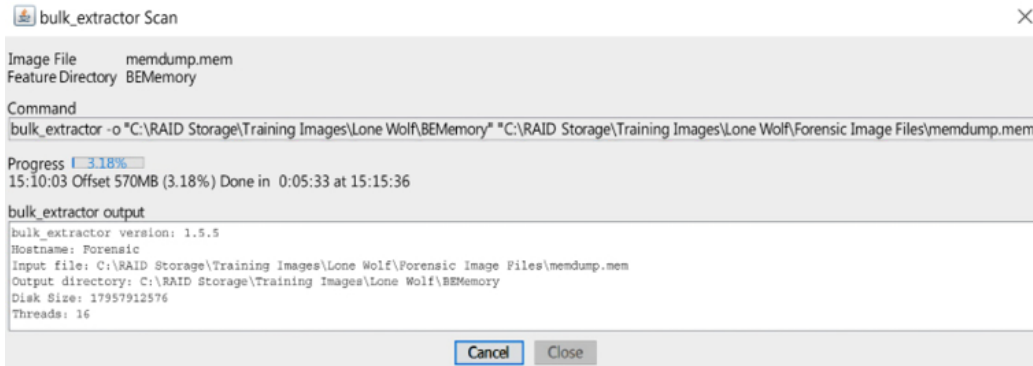 bulk_extractor Scan
Image File memdump.mem
Feature Directory BEMemory
Command
bulk_extractor -o "C:\RAID Storage\Training Images\Lone Wolf\BEMemory" "C:\RAID Storage\Training Images\Lone Wolf\Forensic Image Files\memdump.mem
Progress 3.18%
15:10:03 Offset 570MB (3.18%) Done in 0:05:33 at 15:15:36
bulk_extractor output
bulk_extractor version: 1.5.5
Hostname: Forensic
Input file: C:\RAID Storage\Training Images\Lone Wolf\Forensic Image Files\memdump.mem
Output directory: C:\RAID Storage\Training Images\Lone Wolf\BEMemory
Disk Size: 17957912576
Threads: 16
Cancel Close